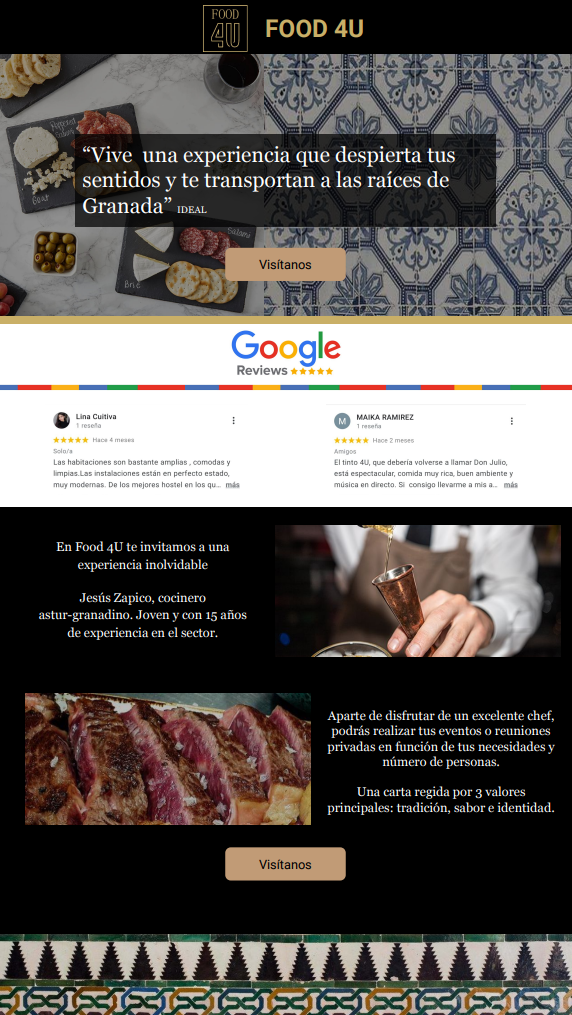 FOOD
4U
FOOD 4U
“Vive una experiencia que despierta tus
sentidos y te transportan a las raíces de
Granada” IDEAL
Brie
Visítanos
Google
Reviews
Lina Cuitiva
1 reseña
Hace 4 meses
Solo/a
Las habitaciones son bastante amplias , comodas y
limpias.Las instalaciones están en perfecto estado,
muy modernas. De los mejores hostel en los qu... más
M
MAIKA RAMIREZ
1 reseña
Hace 2 meses
Amigos
El tinto 4U, que debería volverse a llamar Don Julio,
está espectacular, comida muy rica, buen ambiente y
música en directo. Si consigo llevarme a mis a... más
En Food 4U te invitamos a una
experiencia inolvidable
Jesús Zapico, cocinero
astur-granadino. Joven y con 15 años
de experiencia en el sector.
Aparte de disfrutar de un excelente chef,
podrás realizar tus eventos o reuniones
privadas en función de tus necesidades y
número de personas.
Una carta regida por 3 valores
principales: tradición, sabor e identidad.
Visítanos